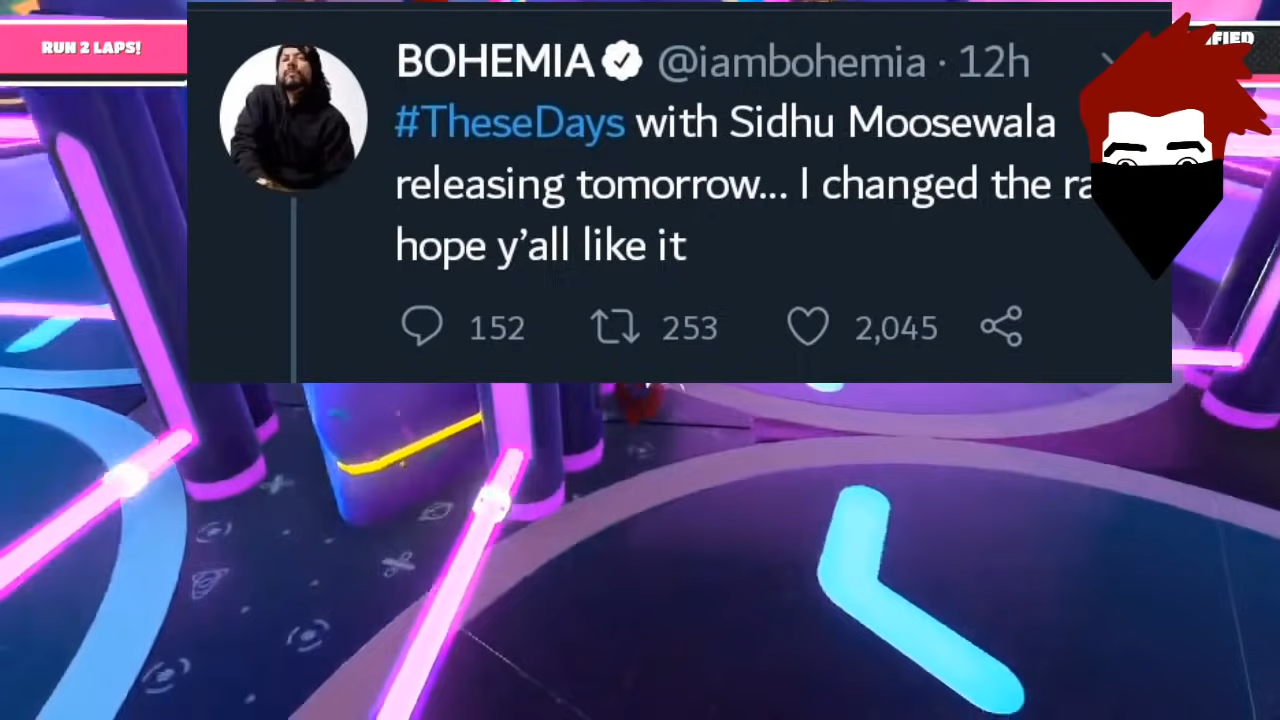 RUN 2 LAPS!
BOHEMIA @iambohemia · 12h
#TheseDays with Sidhu Moosewala
releasing tomorrow... I changed the
hope y’all like it
152 253 2,045